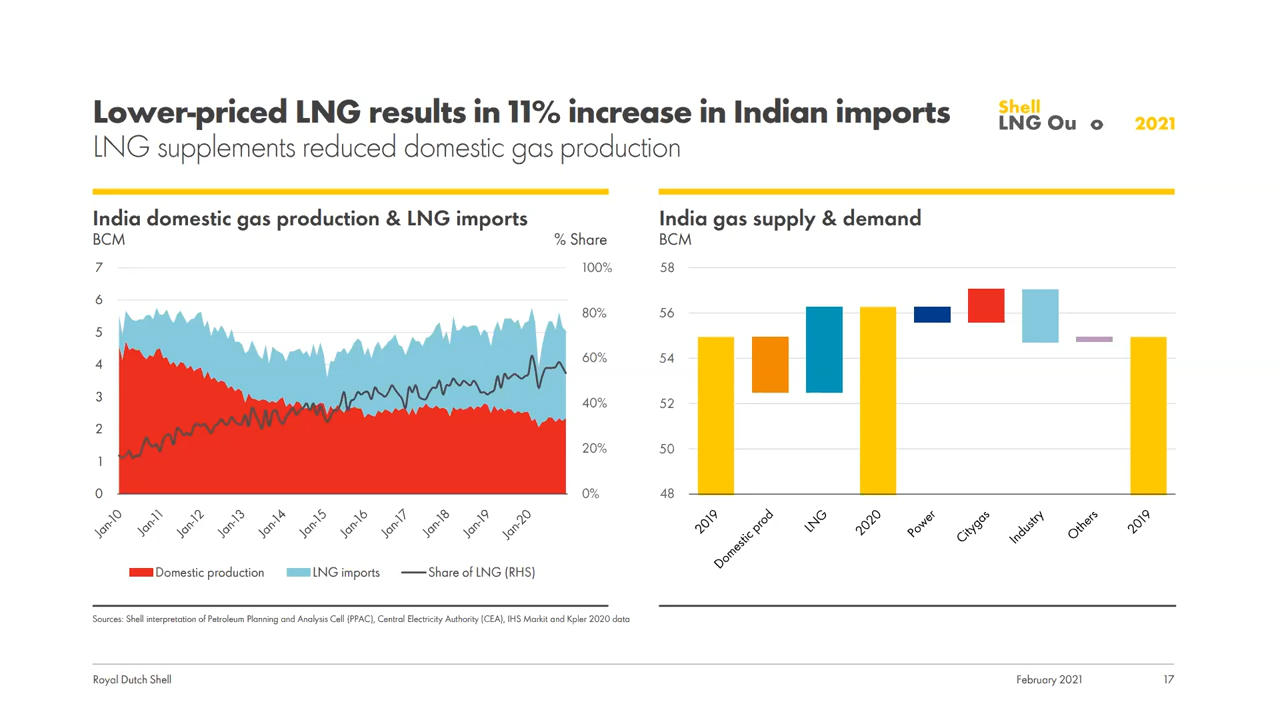 Lower-priced LNG results in 11% increase in Indian imports
LNG supplements reduced domestic gas production
Shell
LNG Ou o 2021
India domestic gas production & LNG imports
BCM % Share
7 100%
6 80%
5
4 60%
3 40%
2 20%
1
0 0%
Jan-10 Jan-11 Jan-12 Jan-13 Jan-14 Jan-15 Jan-16 Jan-17 Jan-18 Jan-19 Jan-20
Domestic production LNG imports Share of LNG (RHS)
Sources: Shell interpretation of Petroleum Planning and Analysis Cell (PPAC), Central Electricity Authority (CEA), IHS Markit and Kpler 2020 data
India gas supply & demand
BCM
58
56
54
52
50
48
2019 Domestic prod LNG 2020 Power Citygas Industry Others 2019
Royal Dutch Shell February 2021 17